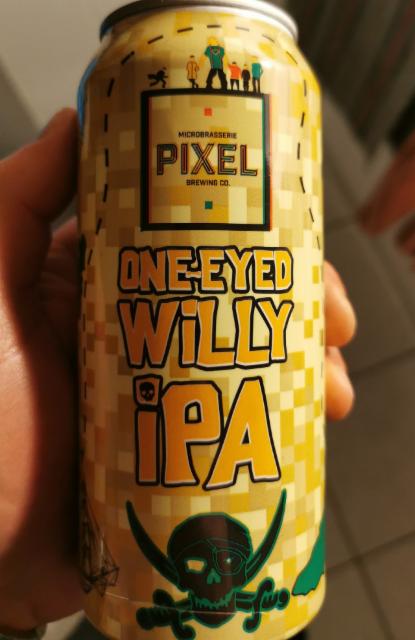 MICROBRASSERIE
PIXEL
BREWING CO.
ONE-EYED
WiLLY
iPA